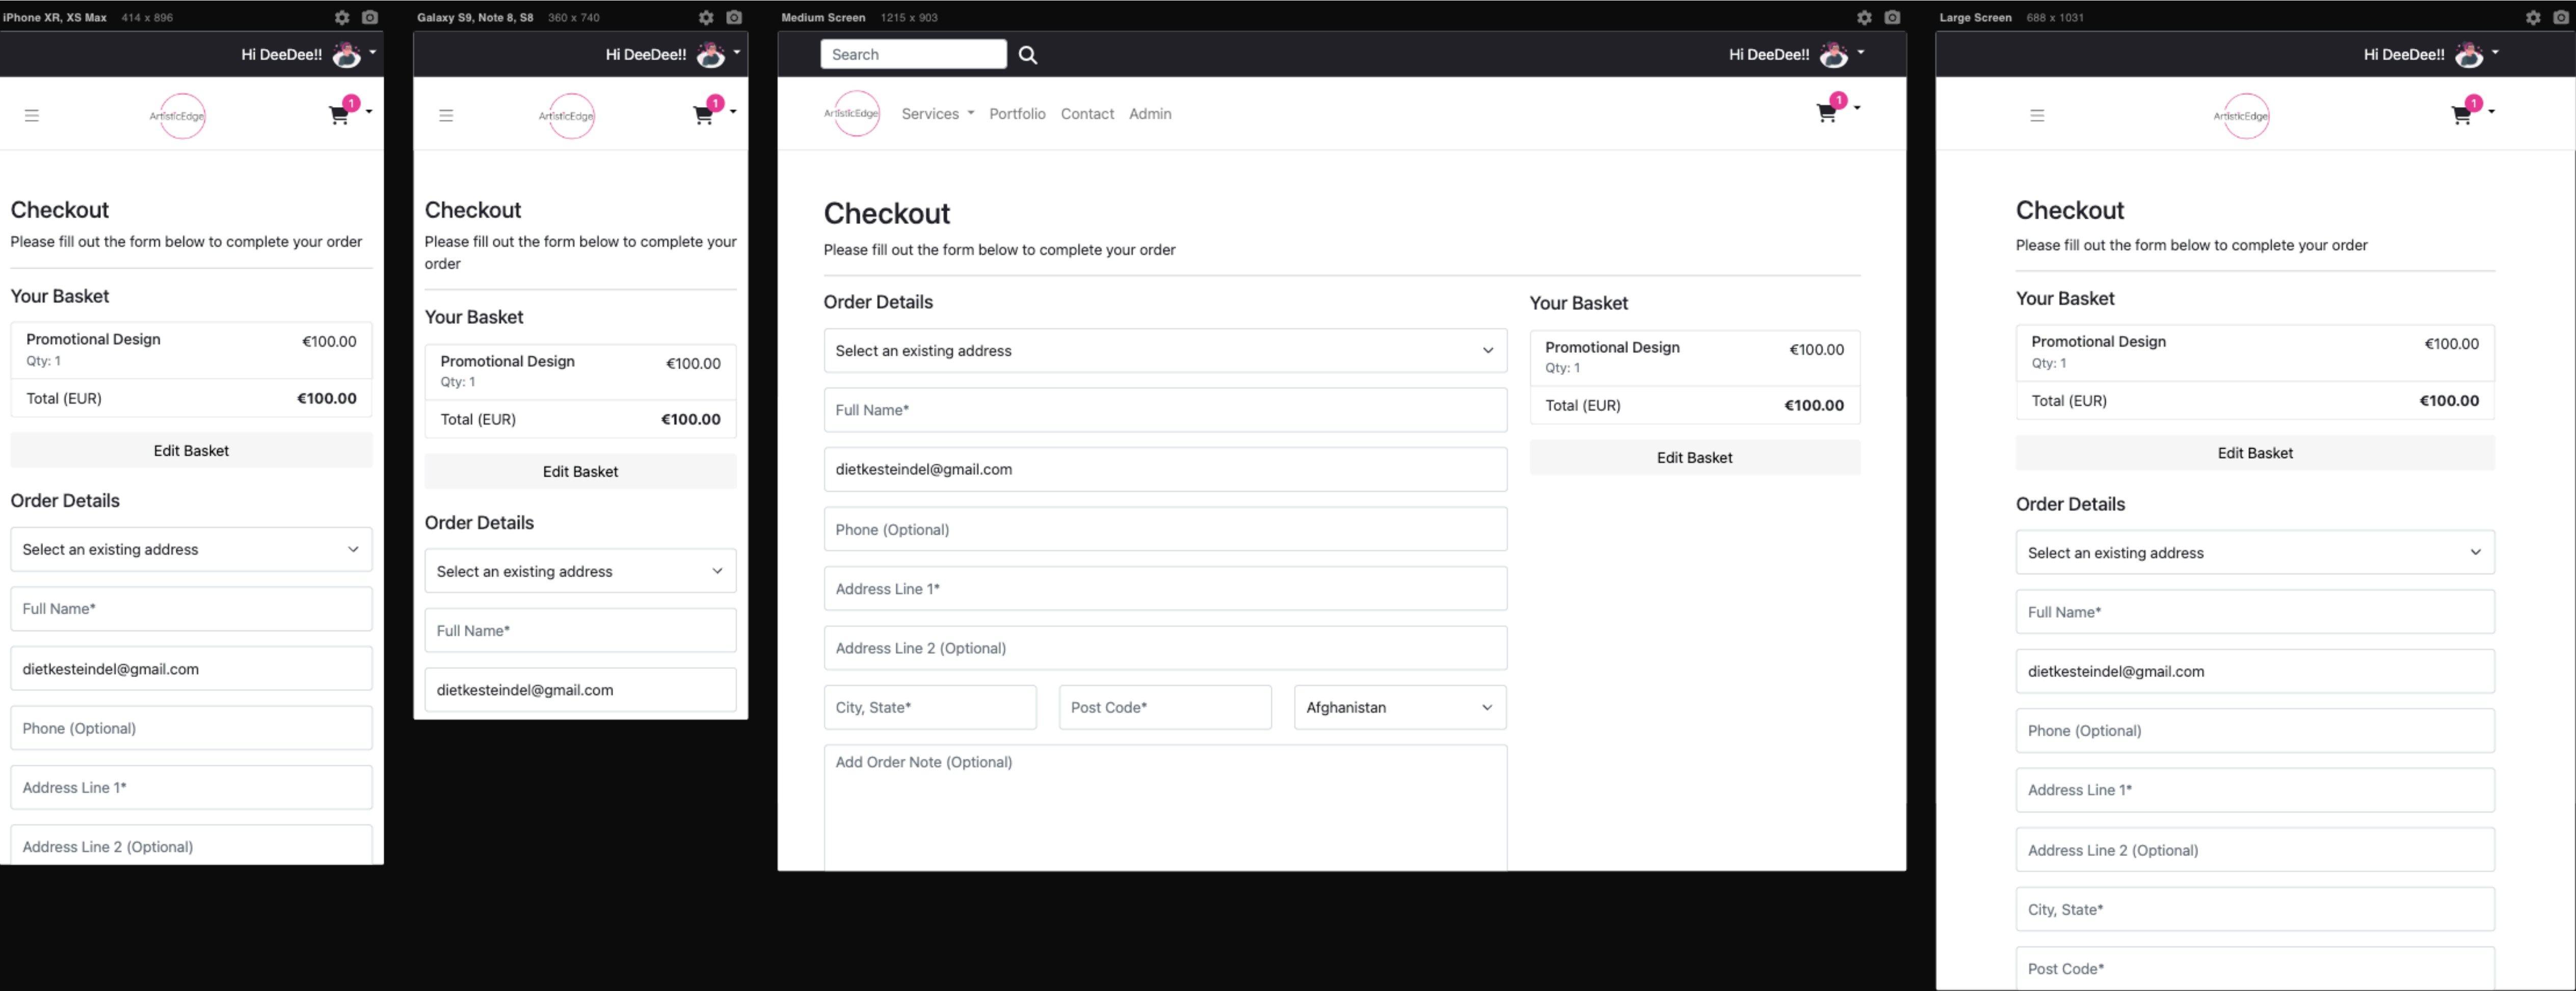 iPhone XR, XS Max 414 x 896
Hi DeeDee!!
ArtisticEdge
1
Checkout
Please fill out the form below to complete your order
Your Basket
Promotional Design €100.00
Qty: 1
Total (EUR) €100.00
Edit Basket
Order Details
Select an existing address
Full Name*
dietkesteindel@gmail.com
Phone (Optional)
Address Line 1*
Address Line 2 (Optional)
Galaxy S9, Note 8, S8 360 x 740
Hi DeeDee!!
ArtisticEdge
1
Checkout
Please fill out the form below to complete your
order
Your Basket
Promotional Design €100.00
Qty: 1
Total (EUR) €100.00
Edit Basket
Order Details
Select an existing address
Full Name*
dietkesteindel@gmail.com
Medium Screen 1215 x 903
Search Hi DeeDee!!
ArtisticEdge Services Portfolio Contact Admin 1
Checkout
Please fill out the form below to complete your order
Order Details
Select an existing address
Full Name*
dietkesteindel@gmail.com
Phone (Optional)
Address Line 1*
Address Line 2 (Optional)
City, State* Post Code* Afghanistan
Add Order Note (Optional)
Your Basket
Promotional Design €100.00
Qty: 1
Total (EUR) €100.00
Edit Basket
Large Screen 688 x 1031
Hi DeeDee!!
ArtisticEdge
1
Checkout
Please fill out the form below to complete your order
Your Basket
Promotional Design €100.00
Qty: 1
Total (EUR) €100.00
Edit Basket
Order Details
Select an existing address
Full Name*
dietkesteindel@gmail.com
Phone (Optional)
Address Line 1*
Address Line 2 (Optional)
City, State*
Post Code*